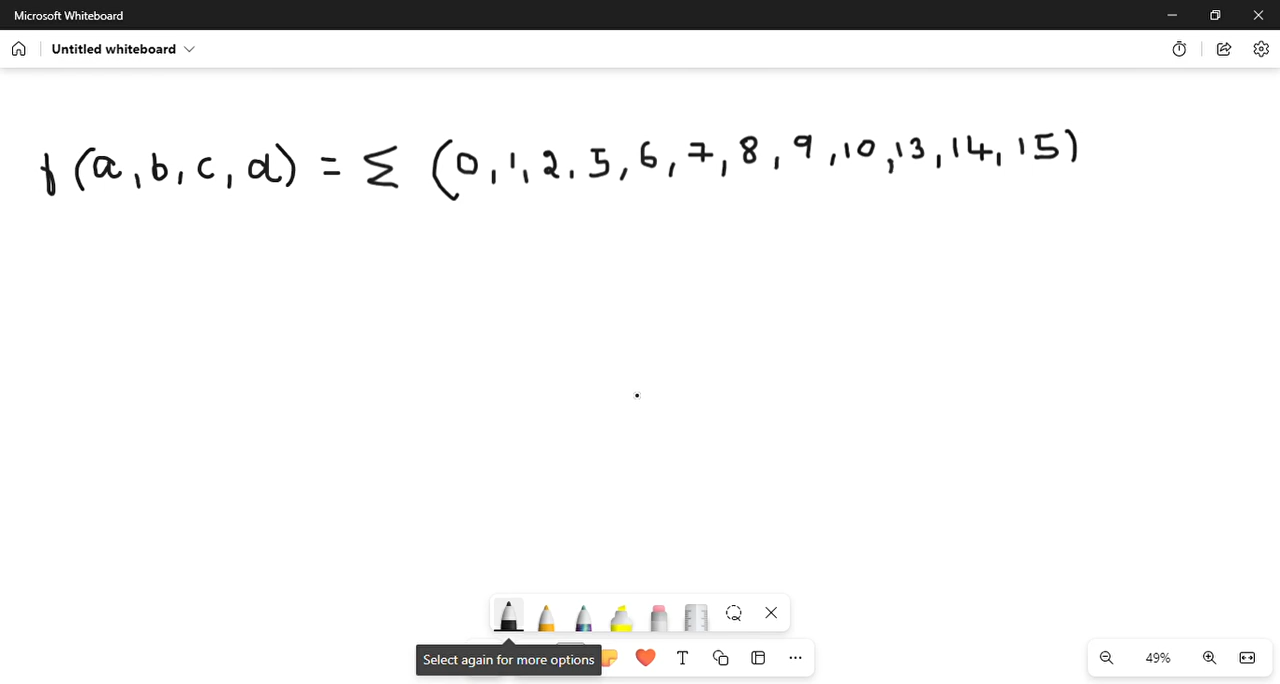 Microsoft Whiteboard
Untitled whiteboard
f (a, b, c, d) = Σ (0, 1, 2, 5, 6, 7, 8, 9, 10, 13, 14, 15)
Select again for more options
T
49%